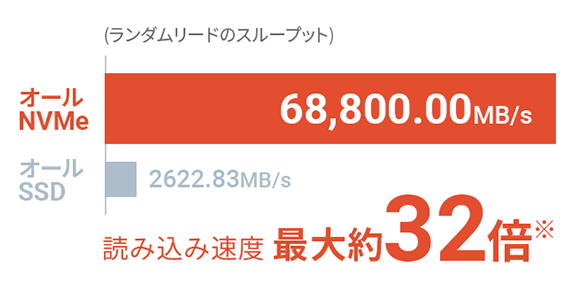 (ランダムリードのスループット)
オール
NVMe
68,800.00MB/s
オール
SSD
2622.83MB/s
読み込み速度 最大約32倍※